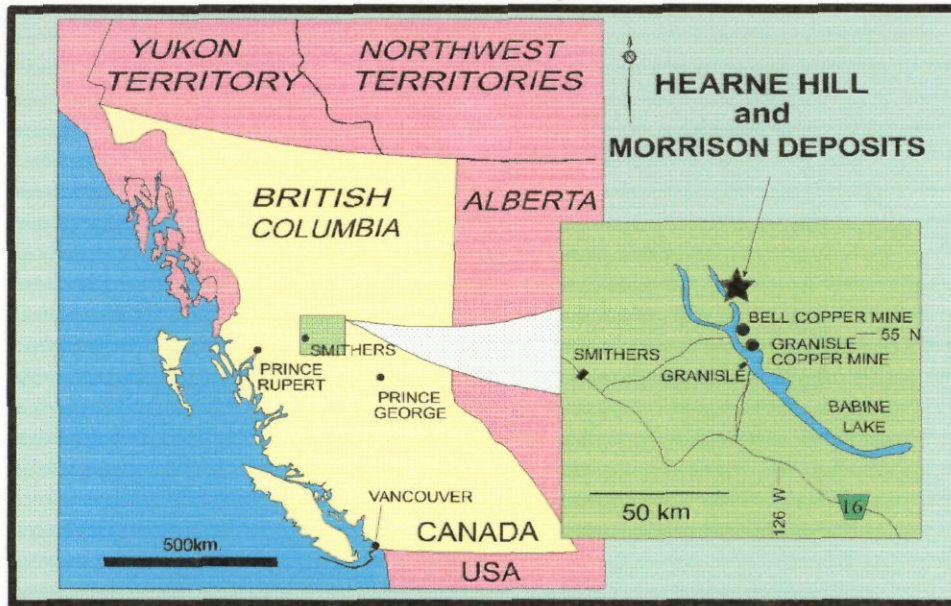 YUKON
TERRITORY
NORTHWEST
TERRITORIES
HEARNE HILL
and
MORRISON DEPOSITS
BRITISH
COLUMBIA
ALBERTA
SMITHERS
PRINCE
RUPERT
PRINCE
GEORGE
VANCOUVER
CANADA
USA
500km.
BELL COPPER MINE
55 N
GRANISLE
COPPER MINE
SMITHERS
GRANISLE
BABINE
LAKE
50 km
126 W
16